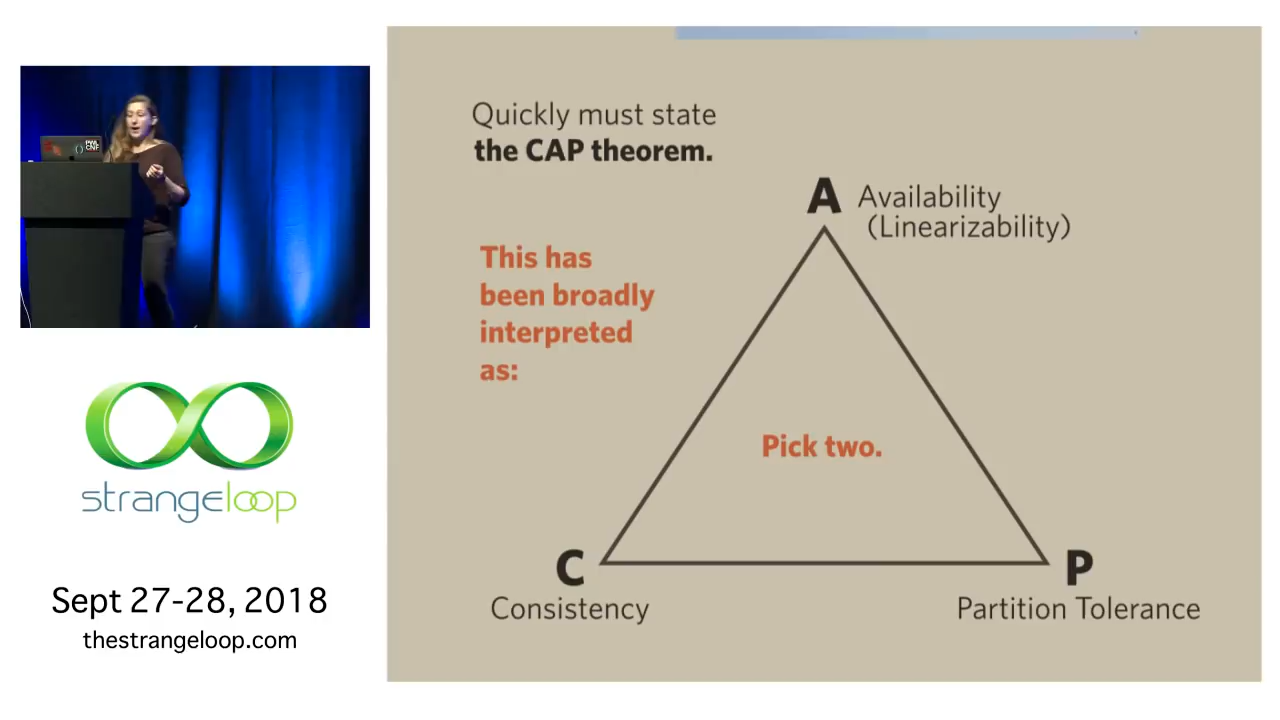 Quickly must state
the CAP theorem.
A Availability
(Linearizability)
This has
been broadly
interpreted
as:
Pick two.
C
Consistency
P
Partition Tolerance
strangeloop
Sept 27-28, 2018
thestrangeloop.com